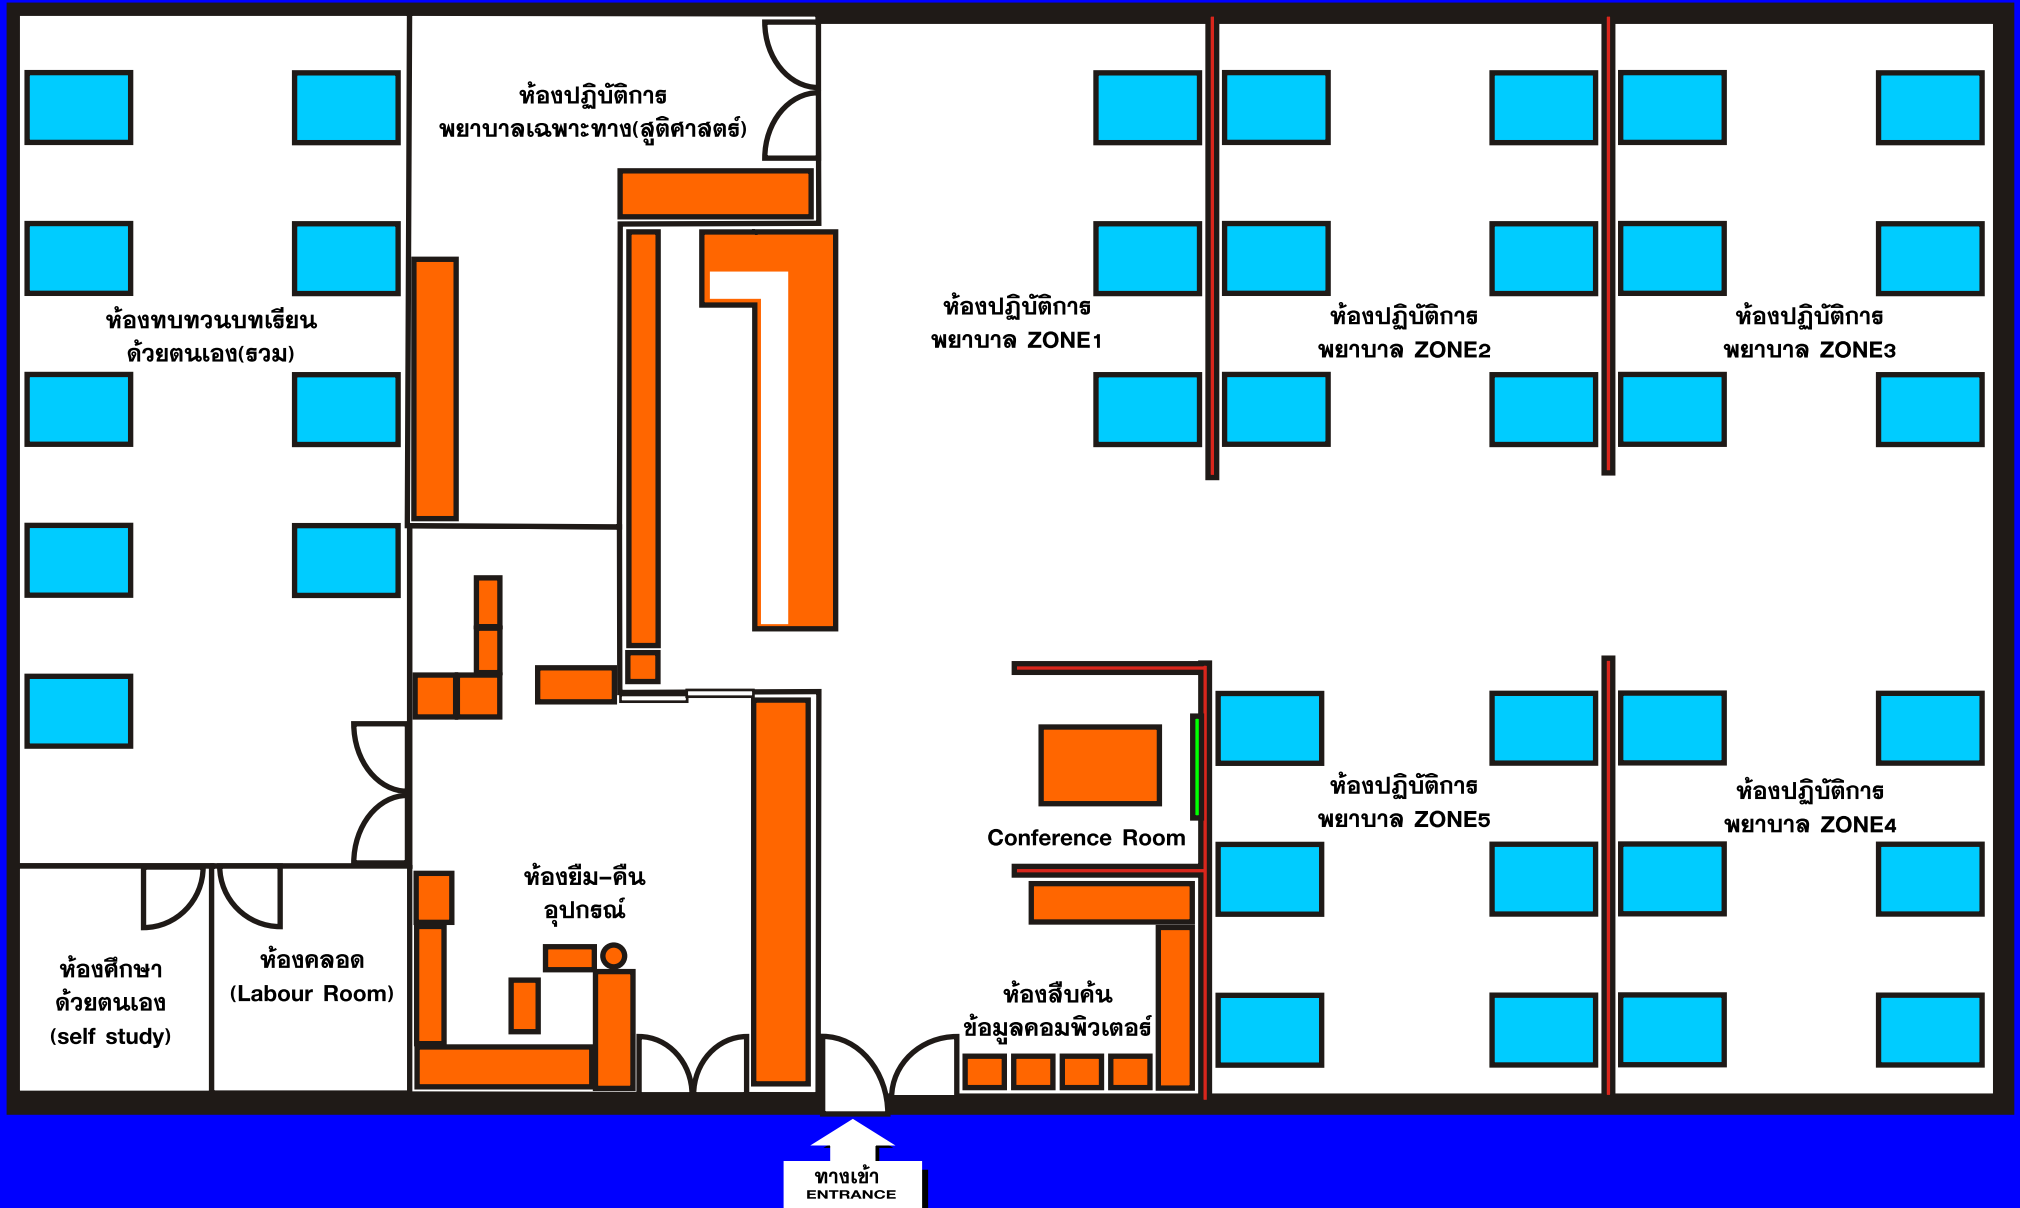 ห้องปฏิบัติการ
พยาบาลเฉพาะทาง(สูติศาสตร์)
ห้องทบทวนบทเรียน
ด้วยตนเอง(รวม)
ห้องปฏิบัติการ
พยาบาล ZONE1
ห้องปฏิบัติการ
พยาบาล ZONE2
ห้องปฏิบัติการ
พยาบาล ZONE3
ห้องปฏิบัติการ
พยาบาล ZONE5
ห้องปฏิบัติการ
พยาบาล ZONE4
Conference Room
ห้องยืม-คืน
อุปกรณ์
ห้องศึกษา
ด้วยตนเอง
(self study)
ห้องคลอด
(Labour Room)
ห้องสืบค้น
ข้อมูลคอมพิวเตอร์
ทางเข้า
ENTRANCE